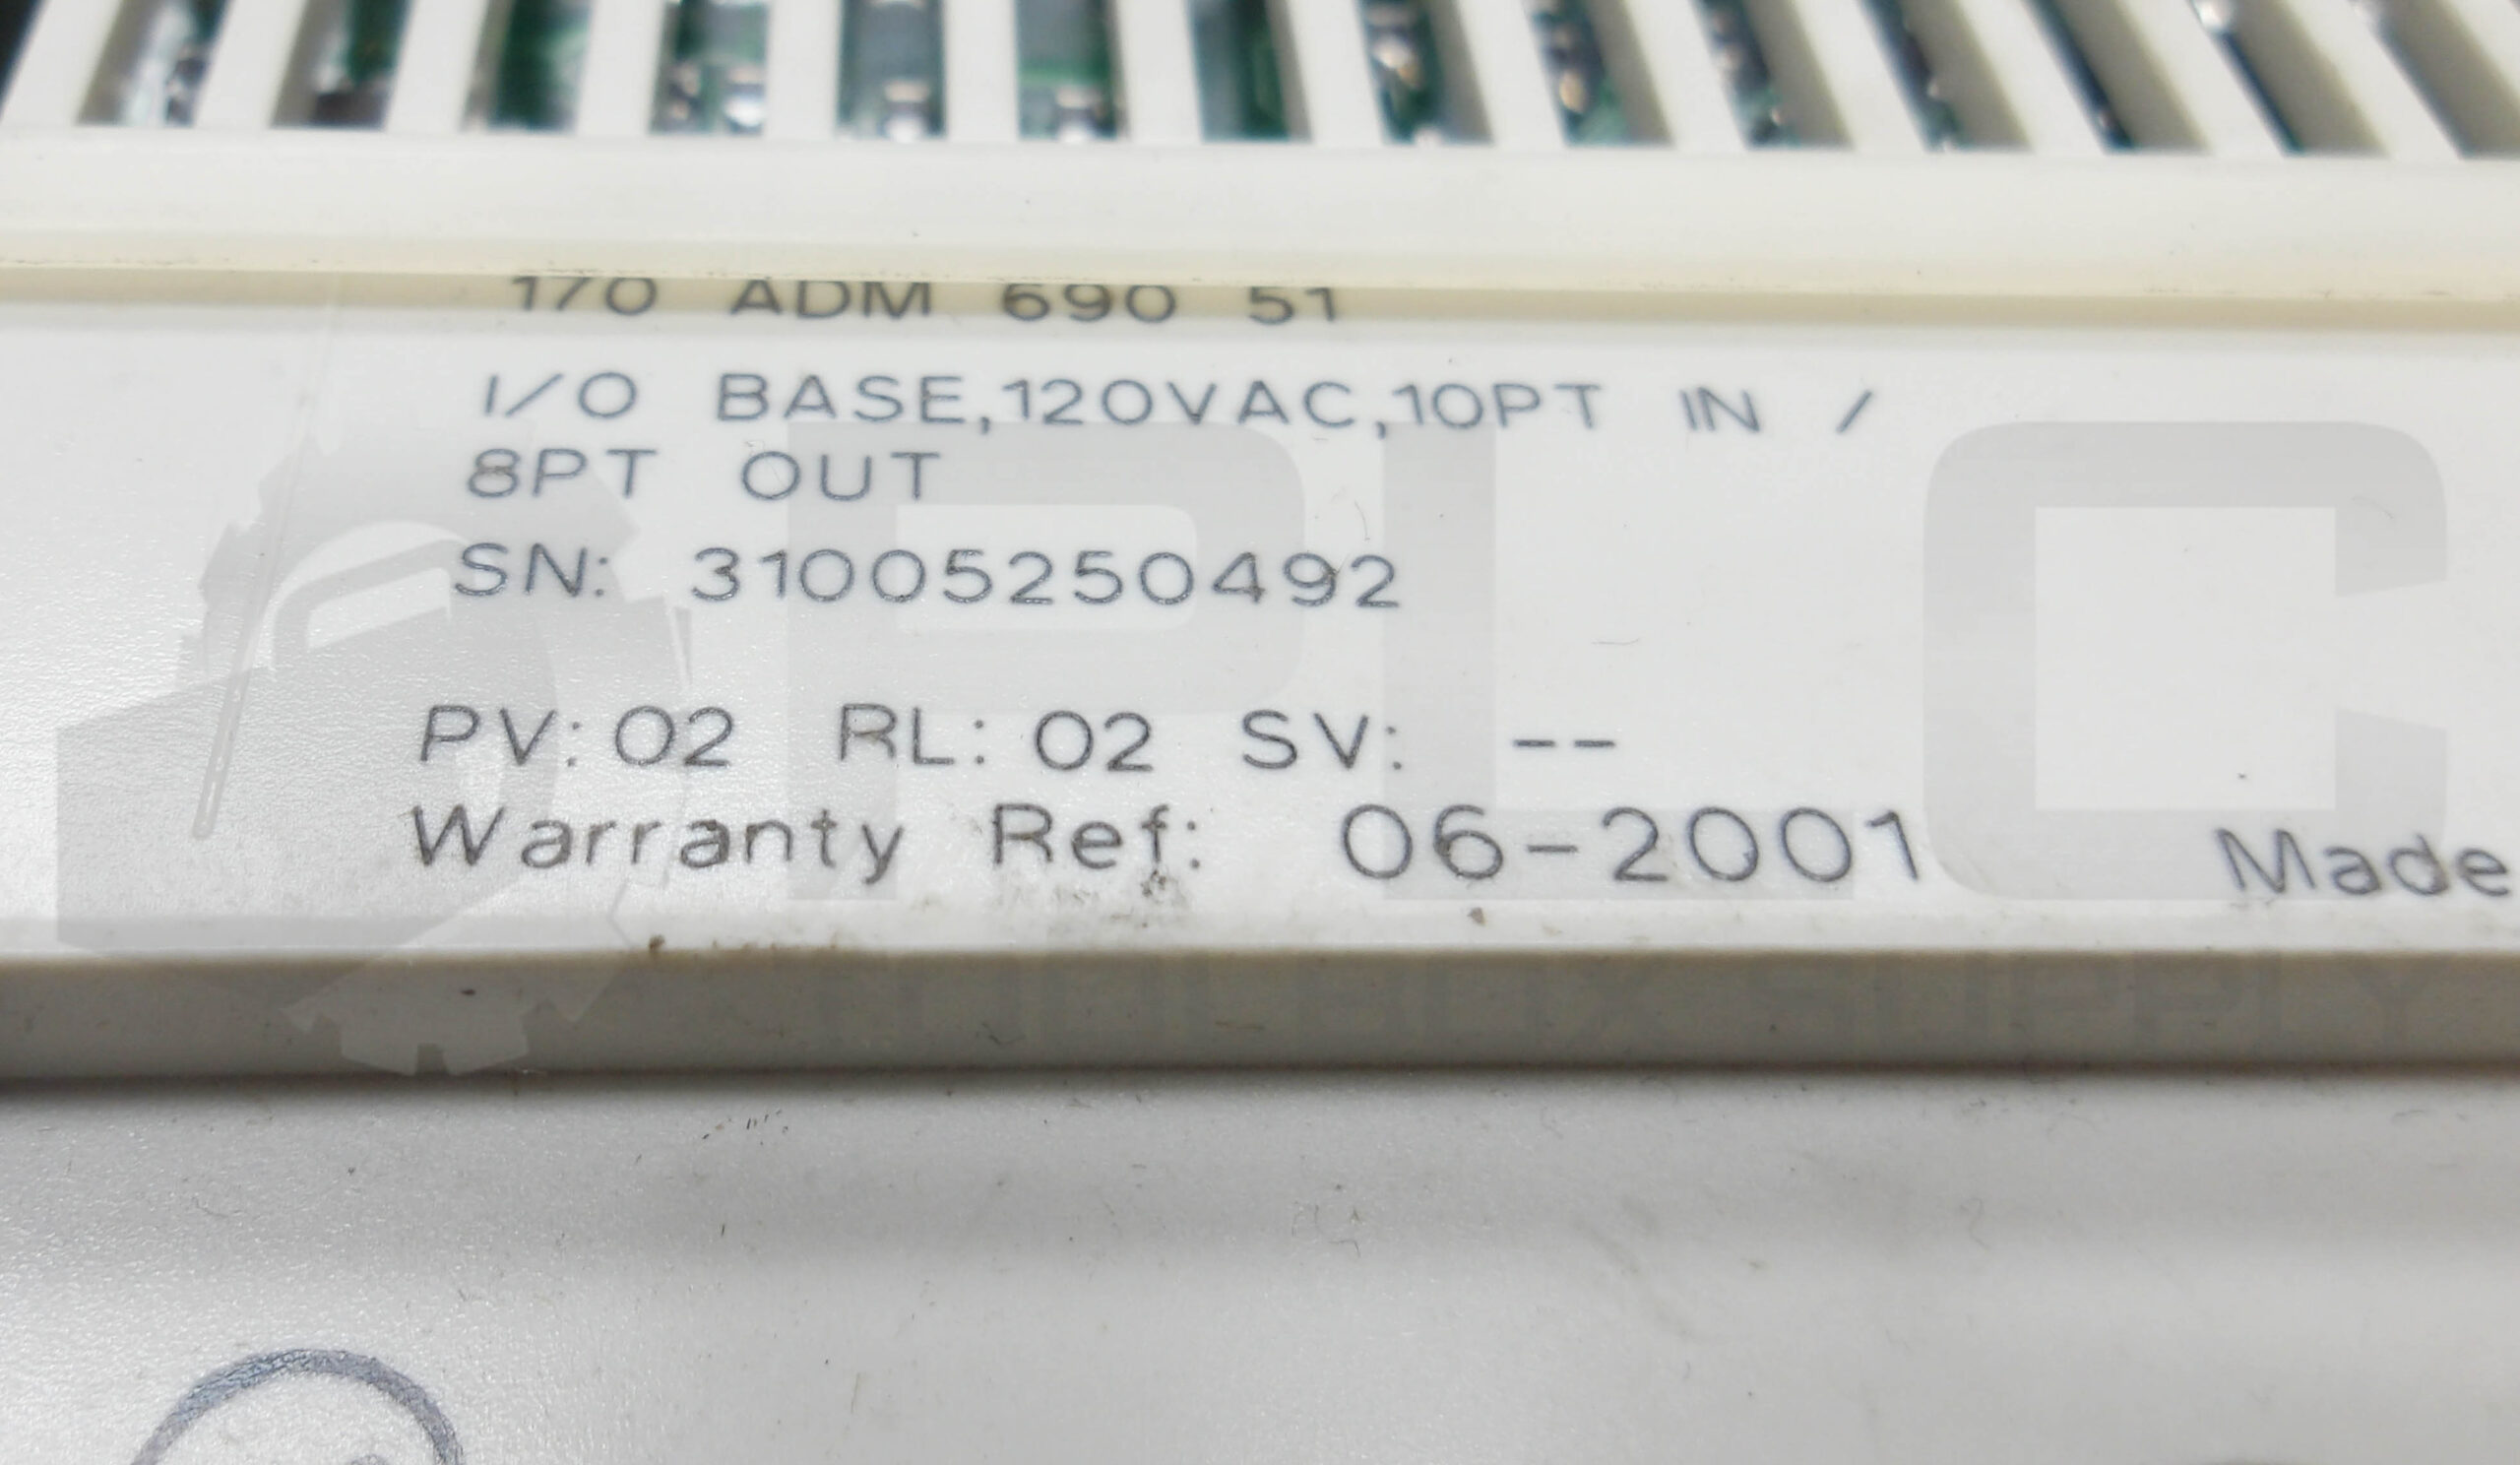 170 ADM 690 51
I/O BASE,120VAC,10PT IN /
8PT OUT
SN: 31005250492
PV:02 RL: 02 SV: --
Warranty Ref: 06-2001 Made
PLC